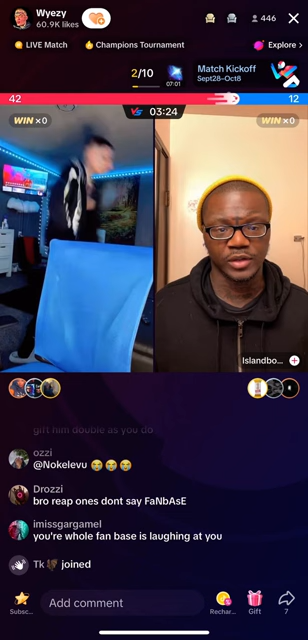 Wyezy
60.9K likes
446
LIVE Match
Champions Tournament
Explore >
2/10
07:01
Match Kickoff
Sept28-Oct8
42
12
VS 03:24
WIN ×0
WIN ×0
Islandbo...
gift him double as you do
ozzi
@Nokelevu 😭😭😭
Drozzi
bro reap ones dont say FaNbAsE
imissgargamel
you're whole fan base is laughing at you
Tk joined
Subsc...
Add comment
Rechar...
Gift
7